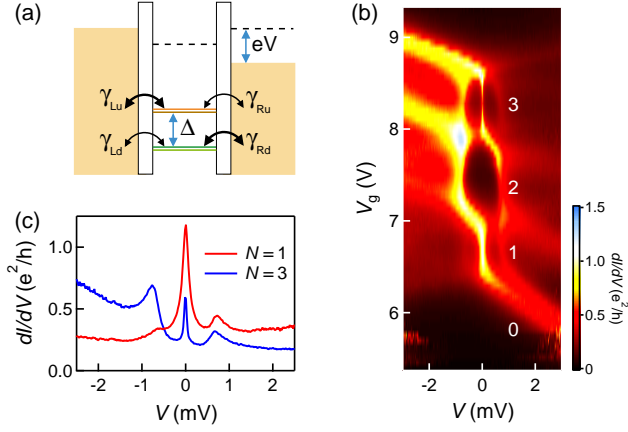 (a)
eV
γLu
γRu
Δ
γLd
γRd
(b)
9
8
7
6
Vg (V)
3
2
1
0
-2
0
2
V (mV)
1.5
1.0
0.5
0.0
dI/dV (e²/h)
(c)
1.0
0.5
0.0
dI/dV (e²/h)
N = 1
N = 3
-2
-1
0
1
2
V (mV)